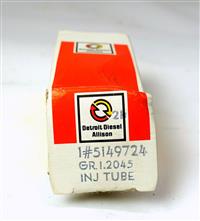 Detroit Diesel
Allison
1#5149724
GR.1.2045
INJ TUBE